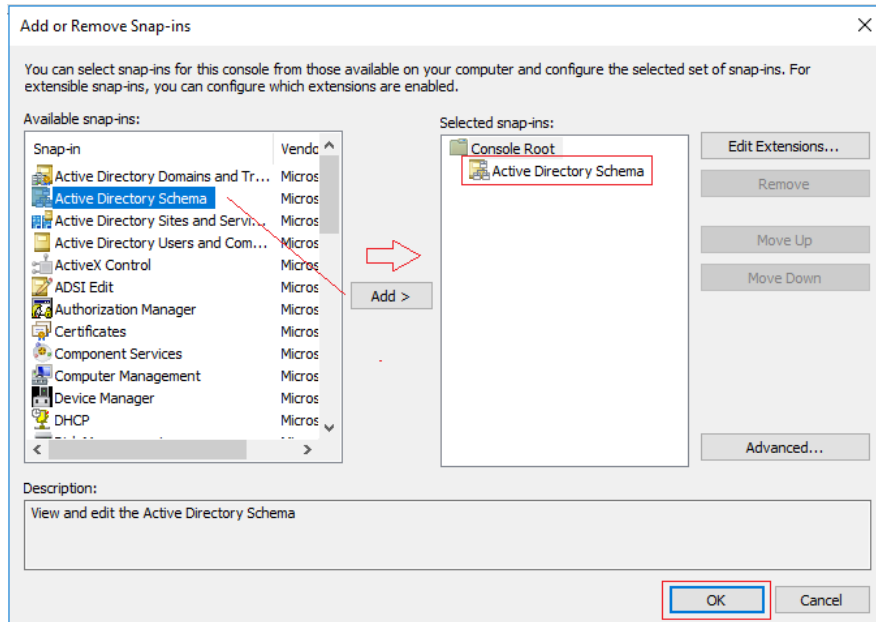 Add or Remove Snap-ins
You can select snap-ins for this console from those available on your computer and configure the selected set of snap-ins. For
extensible snap-ins, you can configure which extensions are enabled.
Available snap-ins:
Snap-in Vendo
Active Directory Domains and Tr... Micros
Active Directory Schema Micros
Active Directory Sites and Servi... Micros
Active Directory Users and Com... Micros
ActiveX Control Micros
ADSI Edit Micros
Authorization Manager Micros
Certificates Micros
Component Services Micros
Computer Management Micros
Device Manager Micros
DHCP Micros
Add >
Selected snap-ins:
Console Root
Active Directory Schema
Edit Extensions...
Remove
Move Up
Move Down
Advanced...
Description:
View and edit the Active Directory Schema
OK Cancel